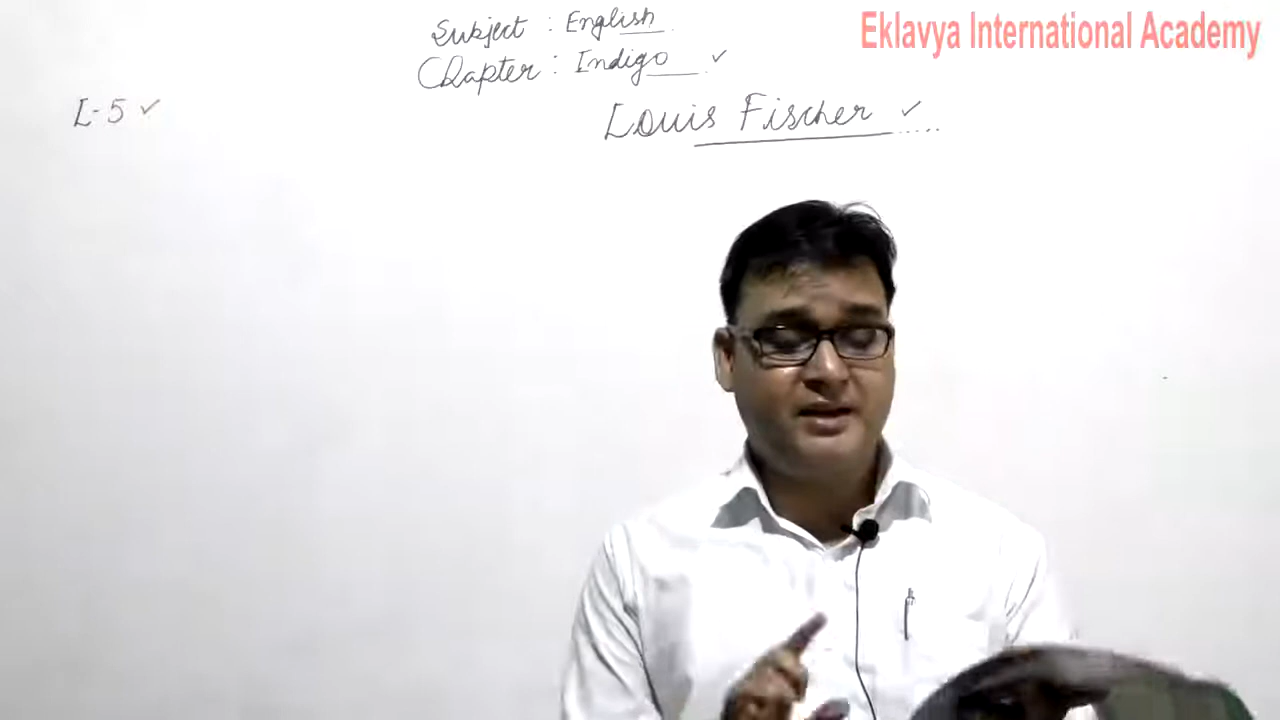 Subject : English
Eklavya International Academy
Chapter : Indigo
L-5
Louis Fischer .....